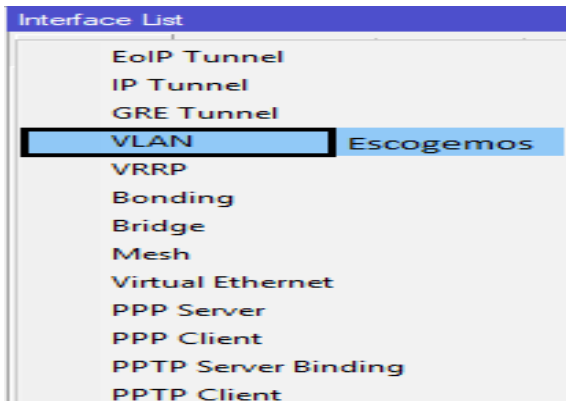 Interface List
EoIP Tunnel
IP Tunnel
GRE Tunnel
VLAN Escogemos
VRRP
Bonding
Bridge
Mesh
Virtual Ethernet
PPP Server
PPP Client
PPTP Server Binding
PPTP Client